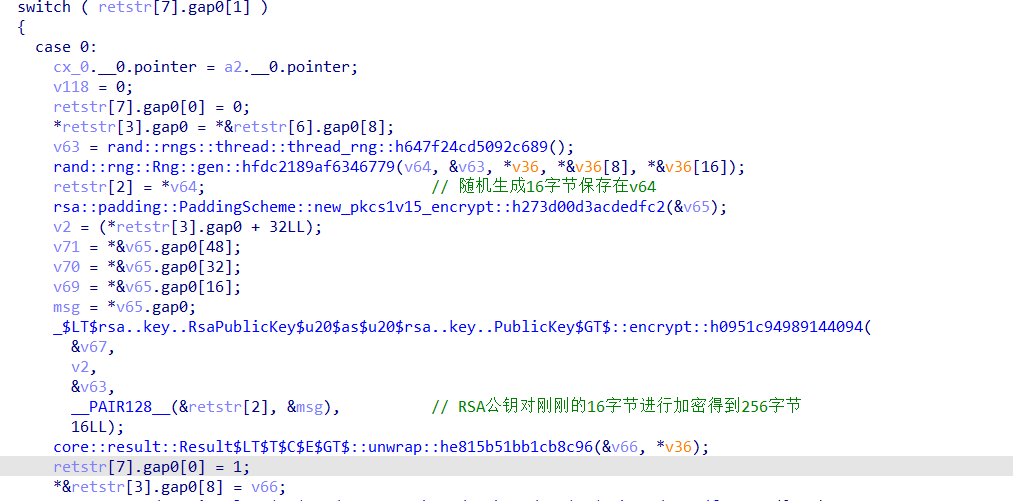 switch ( retstr[7].gap0[1] )
{
case 0:
cx_0.__0.pointer = a2.__0.pointer;
v118 = 0;
retstr[7].gap0[0] = 0;
*retstr[3].gap0 = *&retstr[6].gap0[8];
v63 = rand::rngs::thread::thread_rng::h647f24cd5092c689();
rand::rng::Rng::gen::hfdc2189af6346779(v64, &v63, *v36, *&v36[8], *&v36[16]);
retstr[2] = *v64; // 随机生成16字节保存在v64
rsa::padding::PaddingScheme::new_pkcs1v15_encrypt::h273d00d3acdedfc2(&v65);
v2 = (*retstr[3].gap0 + 32LL);
v71 = *&v65.gap0[48];
v70 = *&v65.gap0[32];
v69 = *&v65.gap0[16];
msg = *v65.gap0;
_$LT$rsa..key..RsaPublicKey$u20$as$u20$rsa..key..PublicKey$GT$::encrypt::h0951c94989144094(
&v67,
v2,
&v63,
__PAIR128__(&retstr[2], &msg), // RSA公钥对刚刚的16字节进行加密得到256字节
16LL);
core::result::Result$LT$T$C$E$GT$::unwrap::he815b51bb1cb8c96(&v66, *v36);
retstr[7].gap0[0] = 1;
*&retstr[3].gap0[8] = v66;